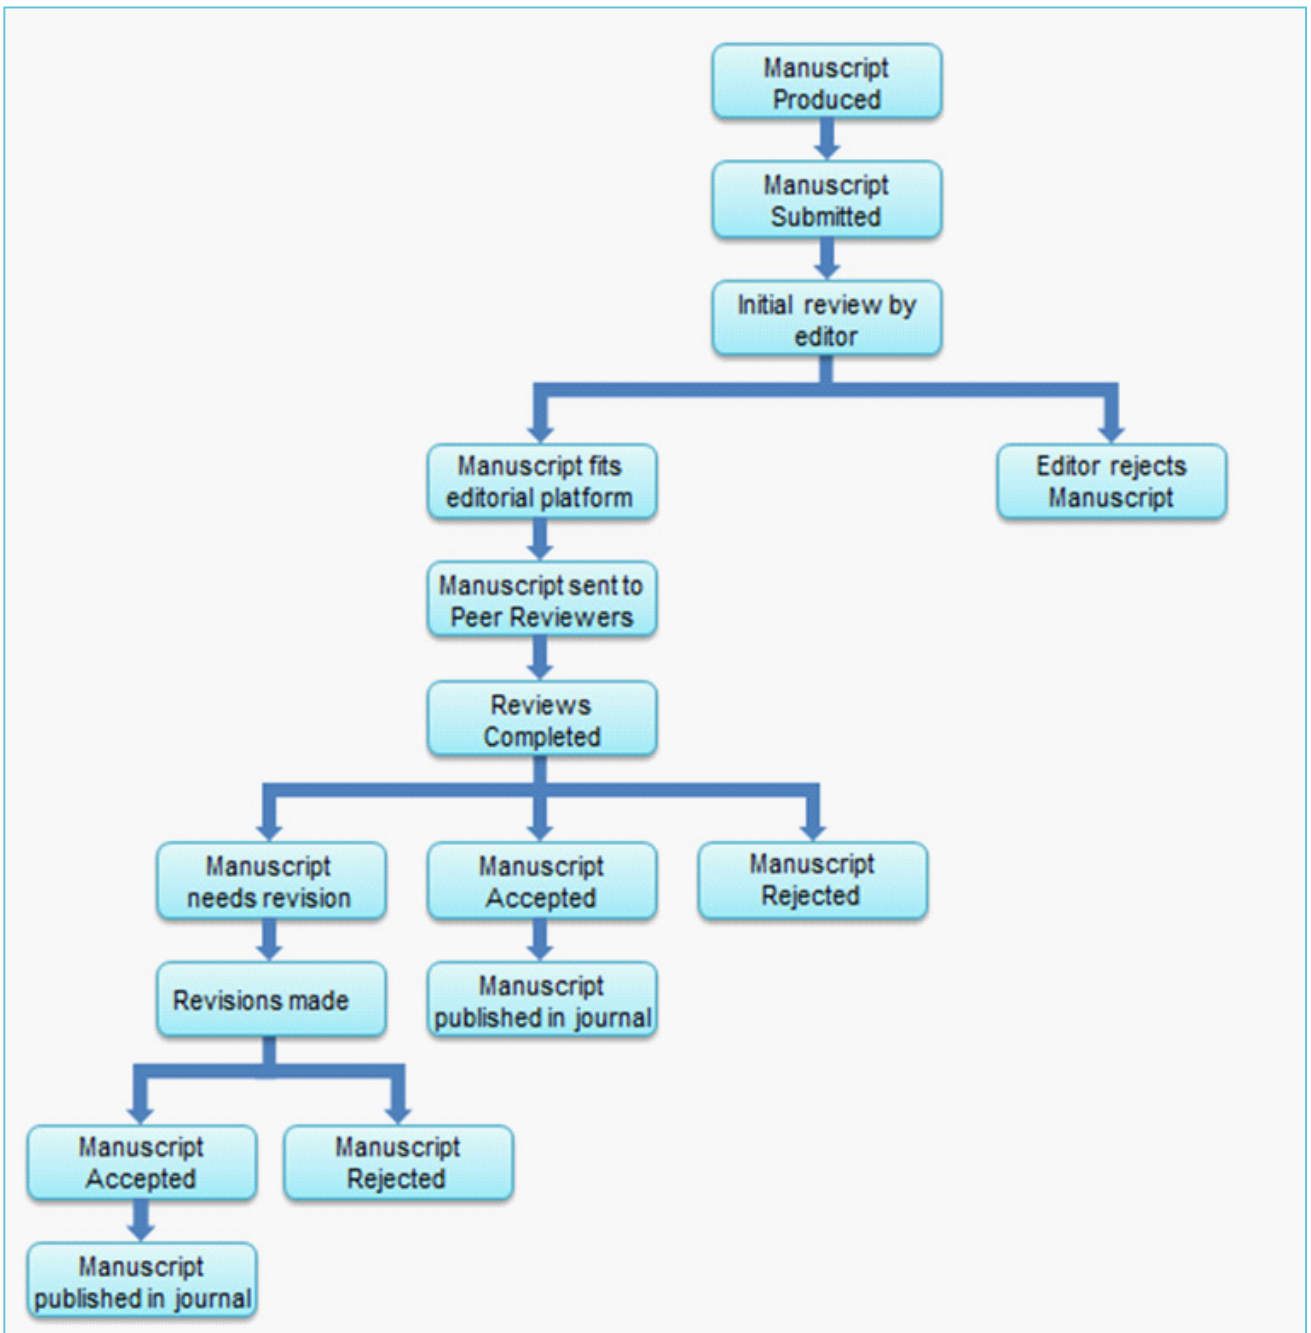 Manuscript
Produced
Manuscript
Submitted
Initial review by
editor
Manuscript fits
editorial platform
Editor rejects
Manuscript
Manuscript sent to
Peer Reviewers
Reviews
Completed
Manuscript
needs revision
Manuscript
Accepted
Manuscript
Rejected
Revisions made
Manuscript
published in journal
Manuscript
Accepted
Manuscript
Rejected
Manuscript
published in journal